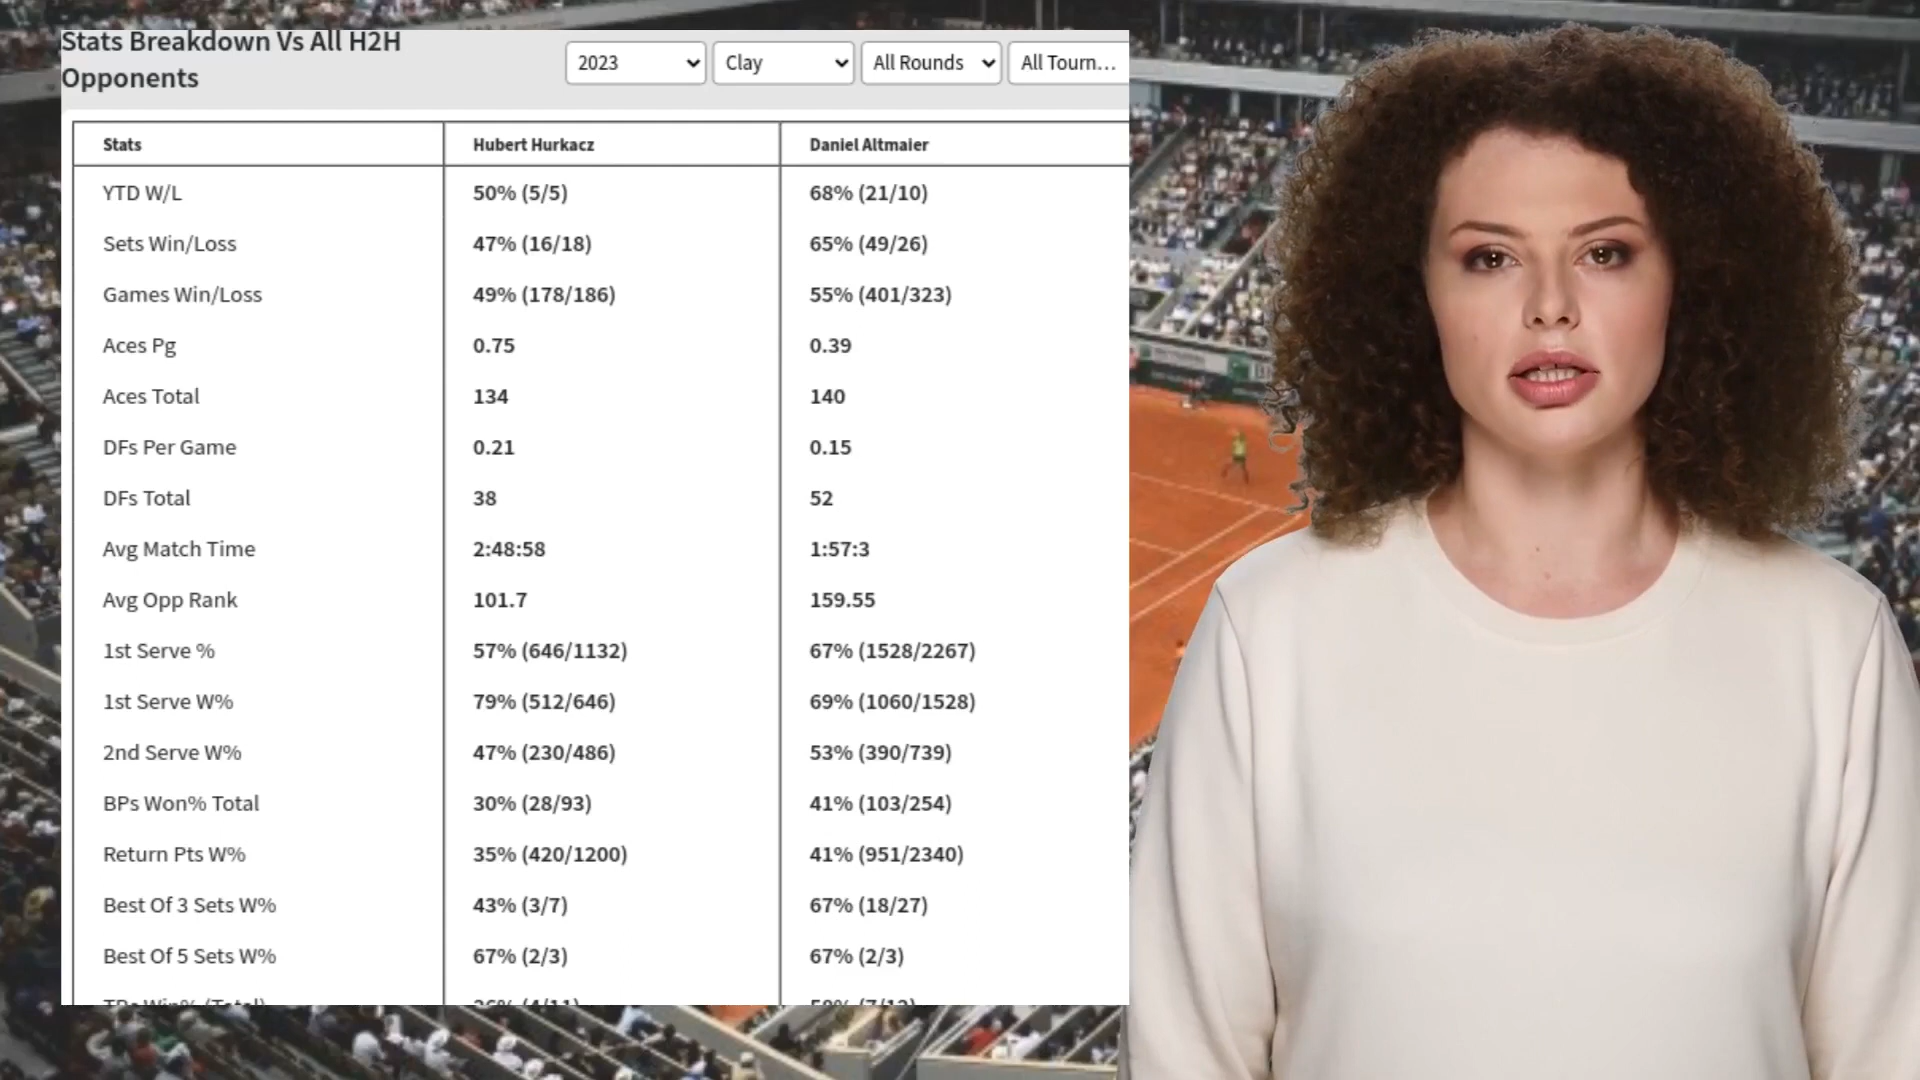 Stats Breakdown Vs All H2H
Opponents
2023
Clay
All Rounds
All Tourn...
Stats Hubert Hurkacz Daniel Altmaier
YTD W/L 50% (5/5) 68% (21/10)
Sets Win/Loss 47% (16/18) 65% (49/26)
Games Win/Loss 49% (178/186) 55% (401/323)
Aces Pg 0.75 0.39
Aces Total 134 140
DFs Per Game 0.21 0.15
DFs Total 38 52
Avg Match Time 2:48:58 1:57:3
Avg Opp Rank 101.7 159.55
1st Serve % 57% (646/1132) 67% (1528/2267)
1st Serve W% 79% (512/646) 69% (1060/1528)
2nd Serve W% 47% (230/486) 53% (390/739)
BPs Won% Total 30% (28/93) 41% (103/254)
Return Pts W% 35% (420/1200) 41% (951/2340)
Best Of 3 Sets W% 43% (3/7) 67% (18/27)
Best Of 5 Sets W% 67% (2/3) 67% (2/3)